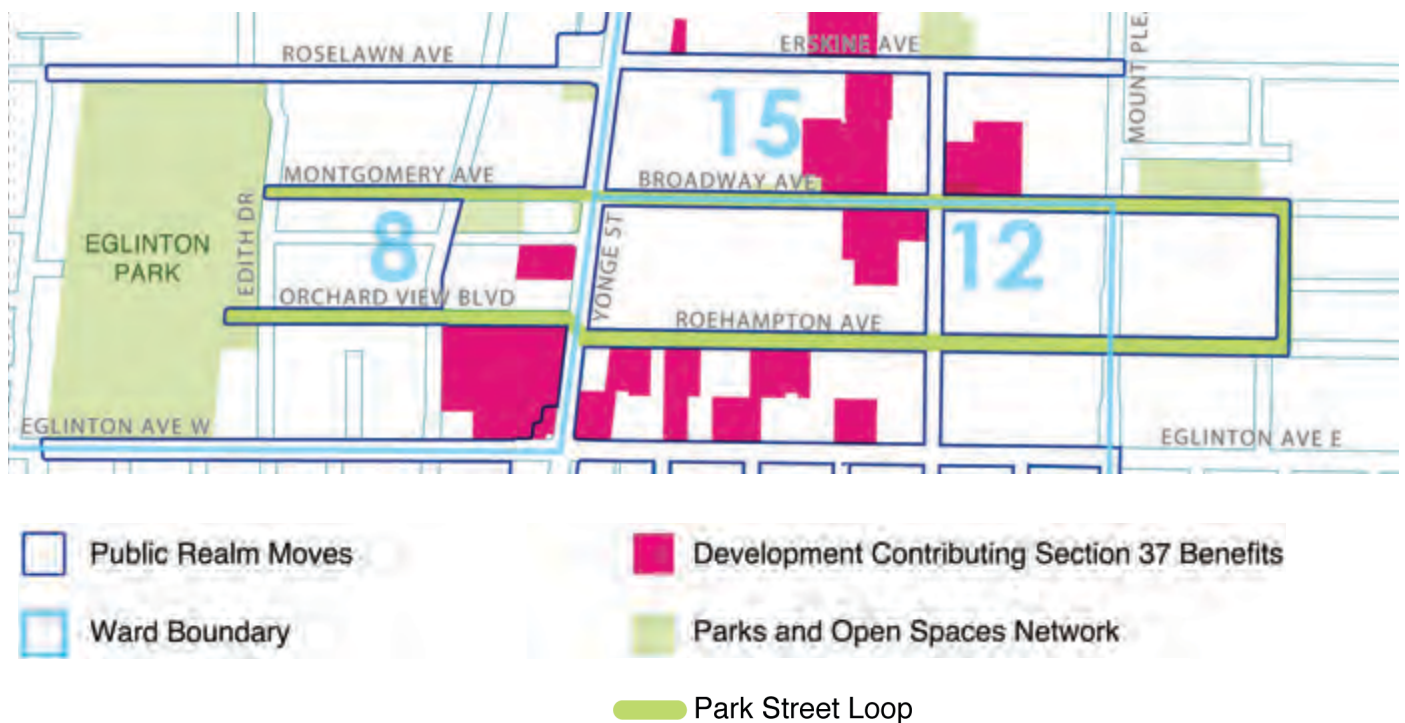 ROSELAWN AVE
ERSKINE AVE
MOUNT PLEA
15
MONTGOMERY AVE
BROADWAY AVE
EDITH DR
8
YONGE ST
12
EGLINTON
PARK
ORCHARD VIEW BLVD
ROEHAMPTON AVE
EGLINTON AVE W
EGLINTON AVE E
Public Realm Moves
Development Contributing Section 37 Benefits
Ward Boundary
Parks and Open Spaces Network
Park Street Loop